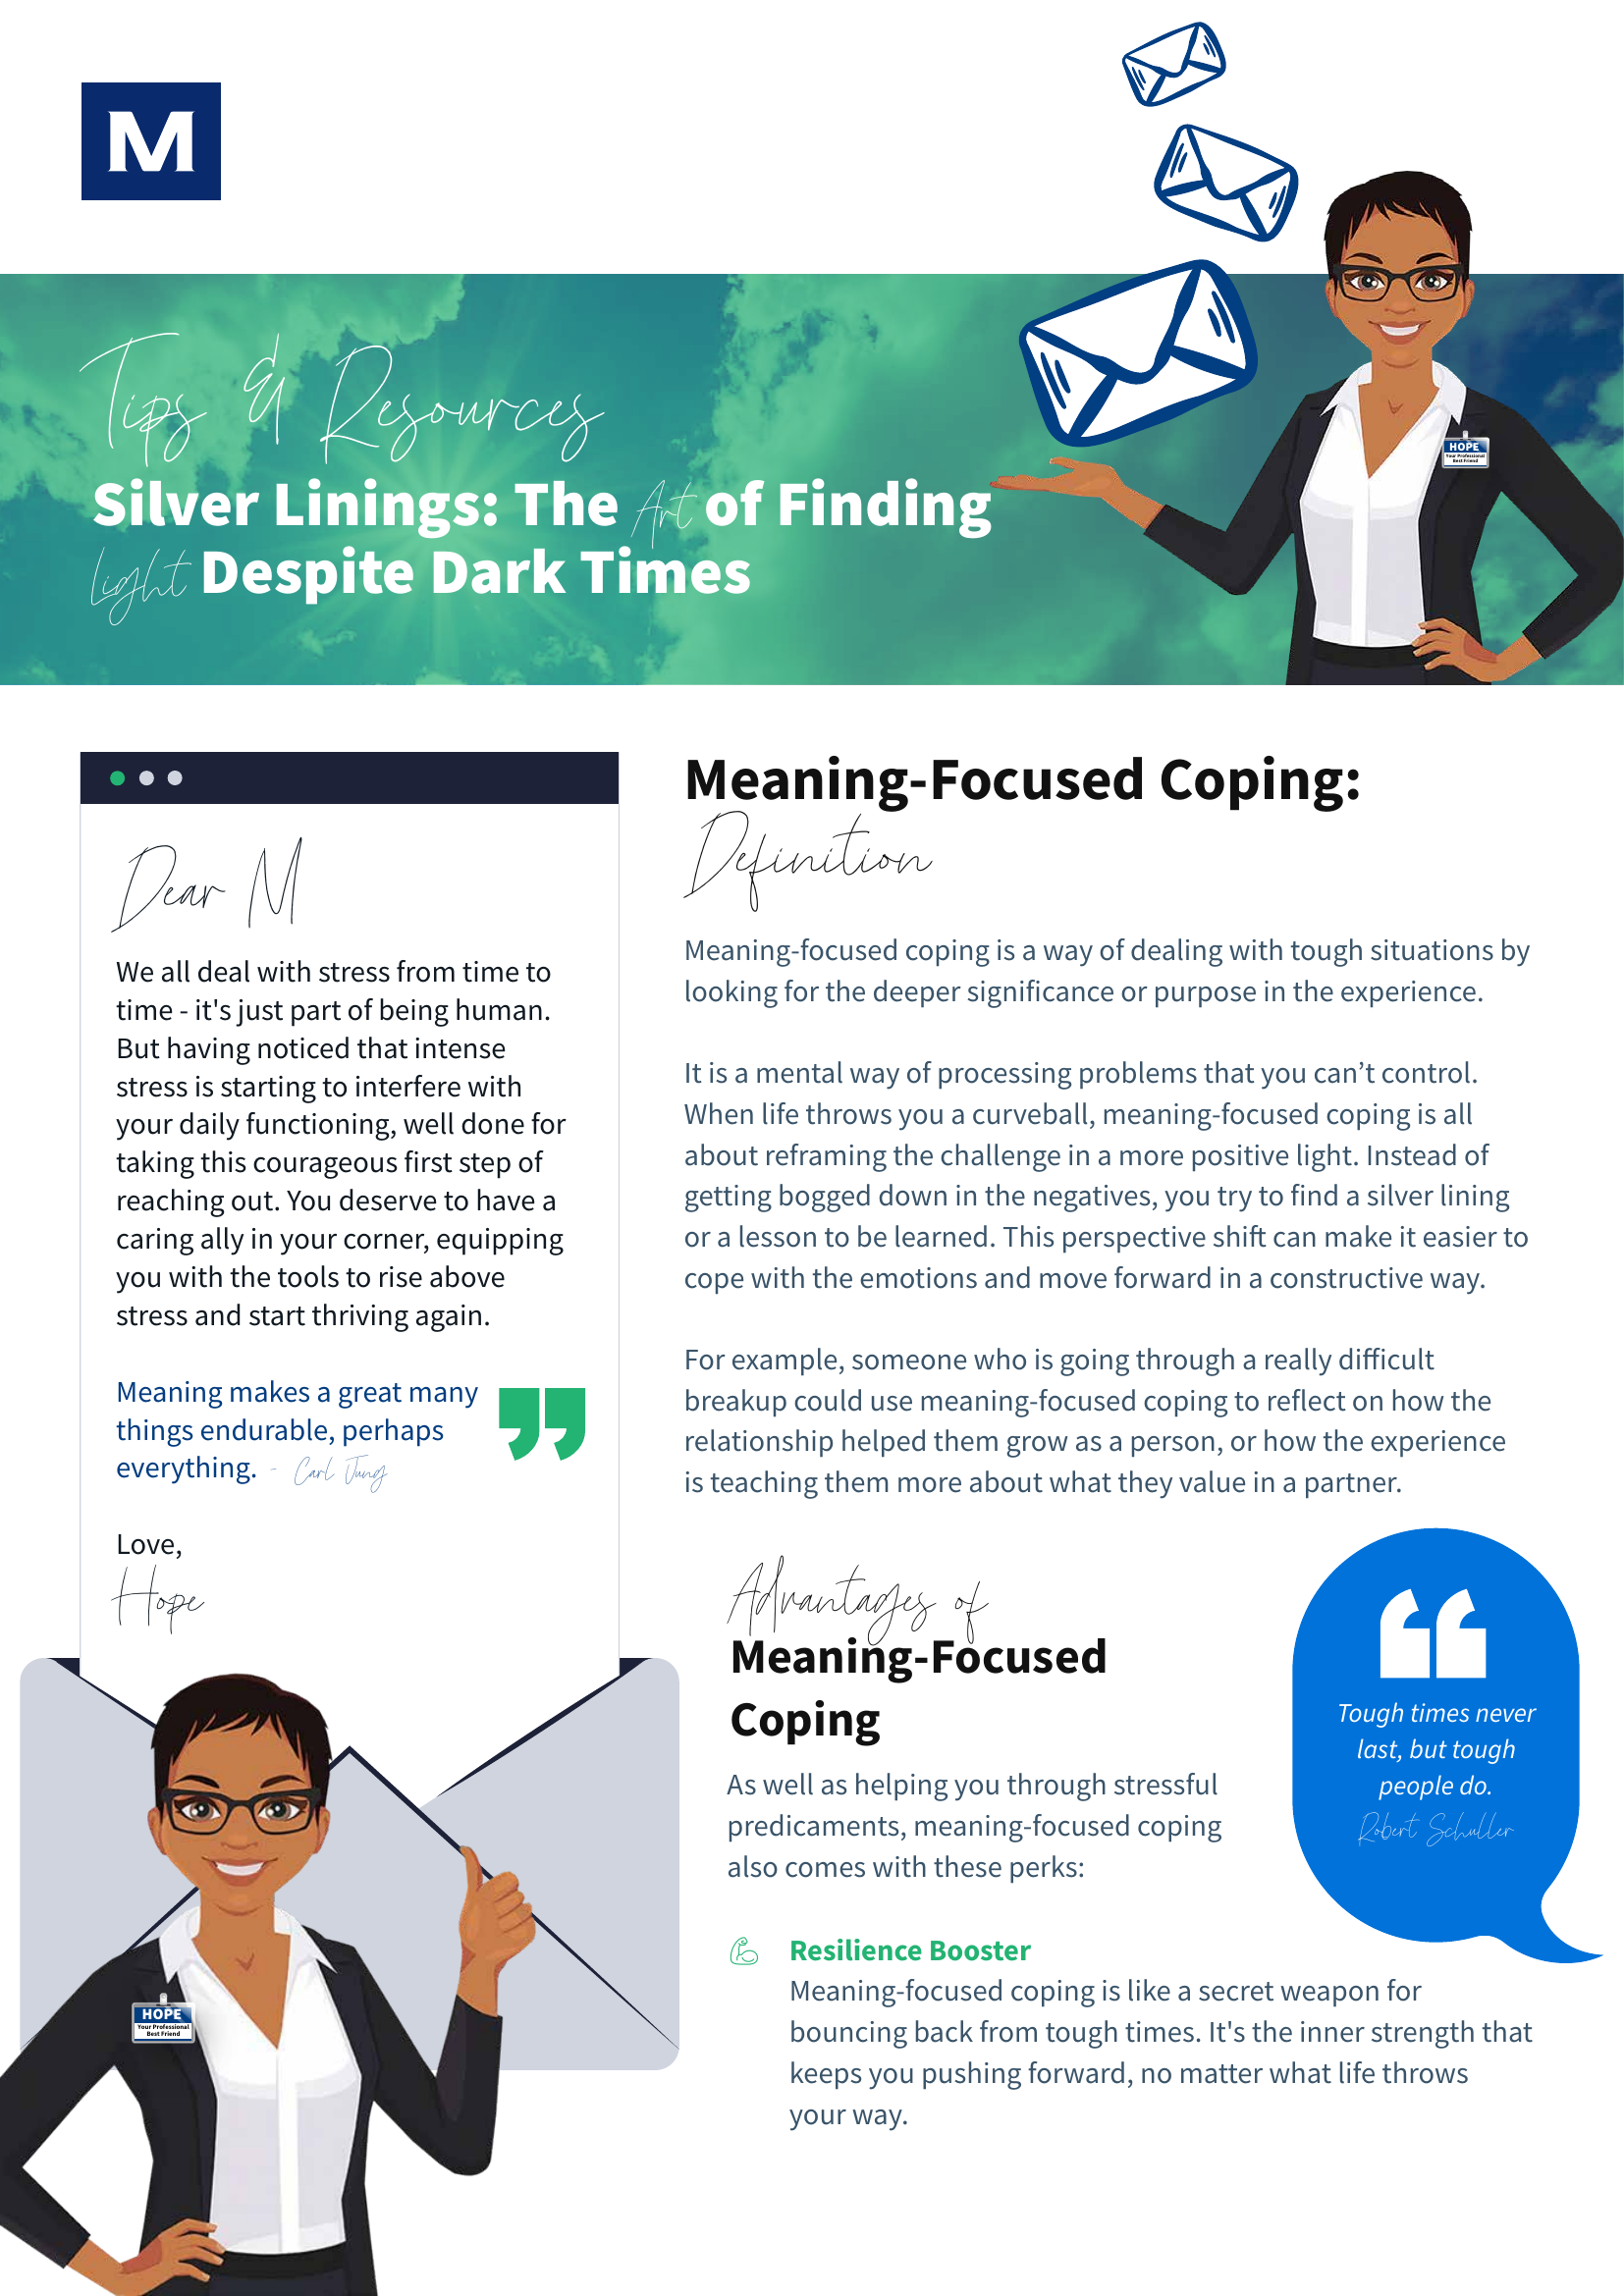 M
Tips & Resources
Silver Linings: The Art of Finding
Light Despite Dark Times
HOPE
Your Professional
Best Friend
Dear M
We all deal with stress from time to
time - it's just part of being human.
But having noticed that intense
stress is starting to interfere with
your daily functioning, well done for
taking this courageous first step of
reaching out. You deserve to have a
caring ally in your corner, equipping
you with the tools to rise above
stress and start thriving again.
Meaning makes a great many
things endurable, perhaps
everything. - Carl Jung
Love,
Hope
HOPE
Your Professional
Best Friend
Meaning-Focused Coping:
Definition
Meaning-focused coping is a way of dealing with tough situations by
looking for the deeper significance or purpose in the experience.
It is a mental way of processing problems that you can’t control.
When life throws you a curveball, meaning-focused coping is all
about reframing the challenge in a more positive light. Instead of
getting bogged down in the negatives, you try to find a silver lining
or a lesson to be learned. This perspective shift can make it easier to
cope with the emotions and move forward in a constructive way.
For example, someone who is going through a really difficult
breakup could use meaning-focused coping to reflect on how the
relationship helped them grow as a person, or how the experience
is teaching them more about what they value in a partner.
Advantages of
Meaning-Focused
Coping
As well as helping you through stressful
predicaments, meaning-focused coping
also comes with these perks:
Tough times never
last, but tough
people do.
Robert Schuller
Resilience Booster
Meaning-focused coping is like a secret weapon for
bouncing back from tough times. It's the inner strength that
keeps you pushing forward, no matter what life throws
your way.